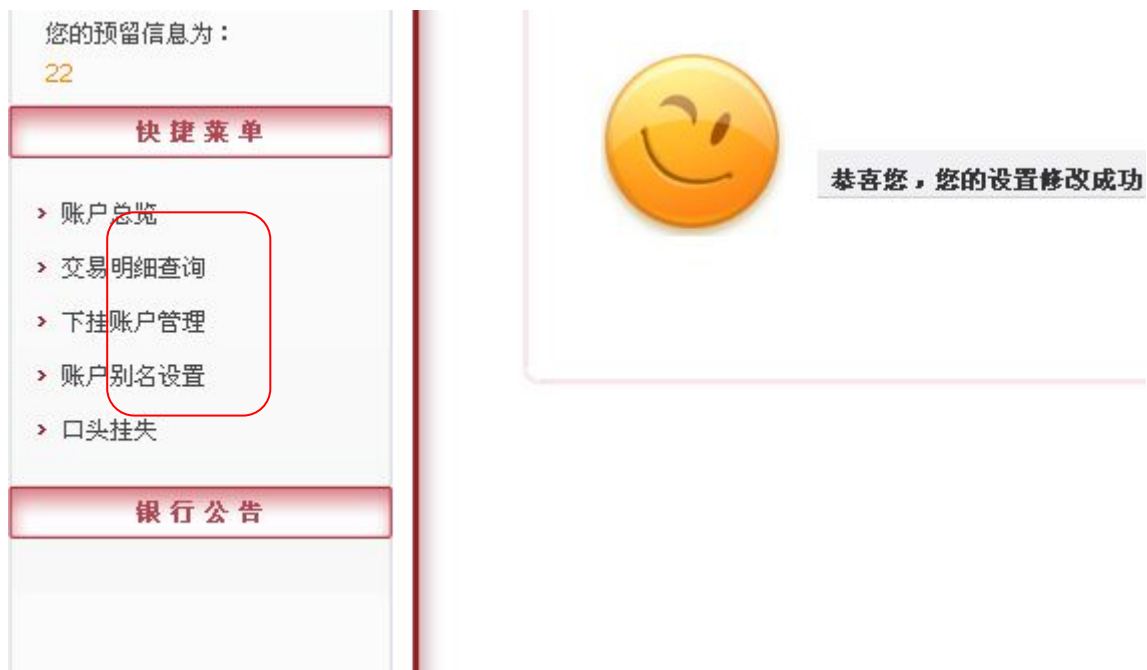 您的预留信息为：
22
快捷菜单
账户总览
交易明细查询
下挂账户管理
账户别名设置
口头挂失
银行公告
恭喜您，您的设置修改成功